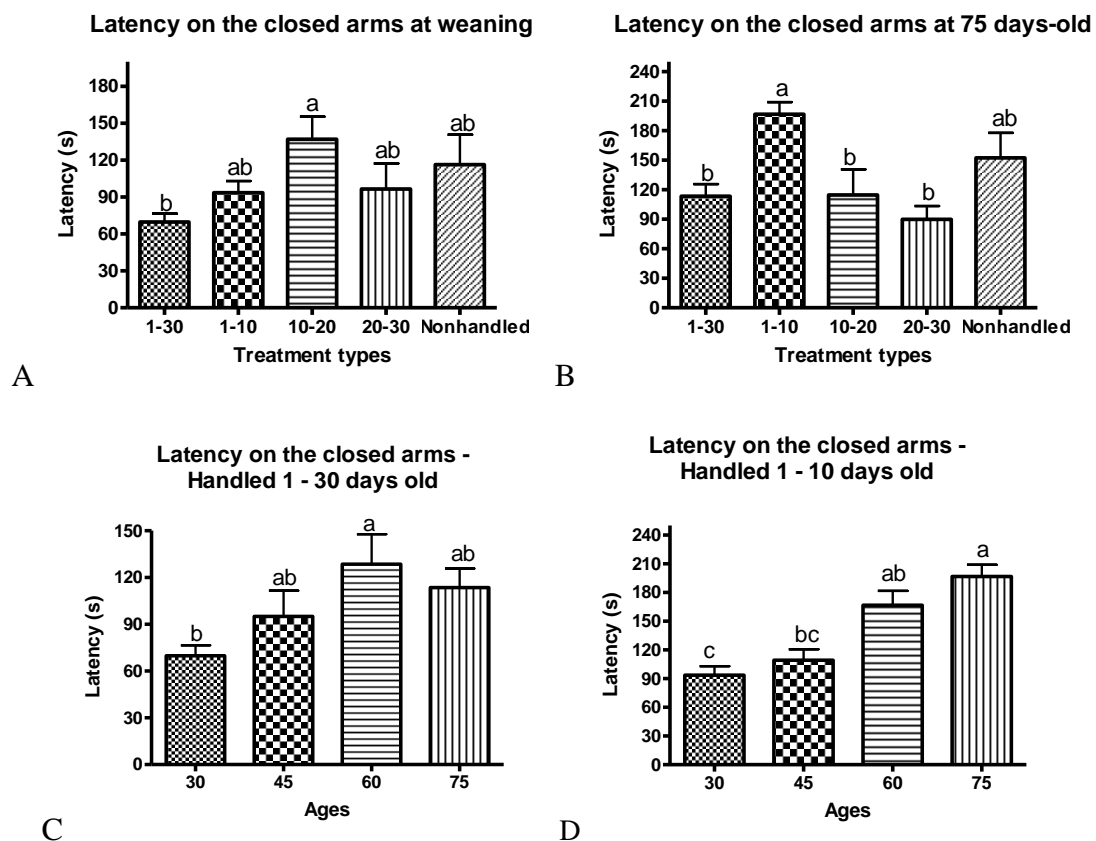 Latency on the closed arms at weaning
180
150
120
90
60
30
0
Latency (s)
b
ab
a
ab
ab
1-30 1-10 10-20 20-30 Nonhandled
Treatment types
A
Latency on the closed arms at 75 days-old
240
210
180
150
120
90
60
30
0
Latency (s)
b
a
b
b
ab
1-30 1-10 10-20 20-30 Nonhandled
Treatment types
B
Latency on the closed arms -
Handled 1 - 30 days old
150
120
90
60
30
0
Latency (s)
b
ab
a
ab
30 45 60 75
Ages
C
Latency on the closed arms -
Handled 1 - 10 days old
240
210
180
150
120
90
60
30
0
Latency (s)
c
bc
ab
a
30 45 60 75
Ages
D